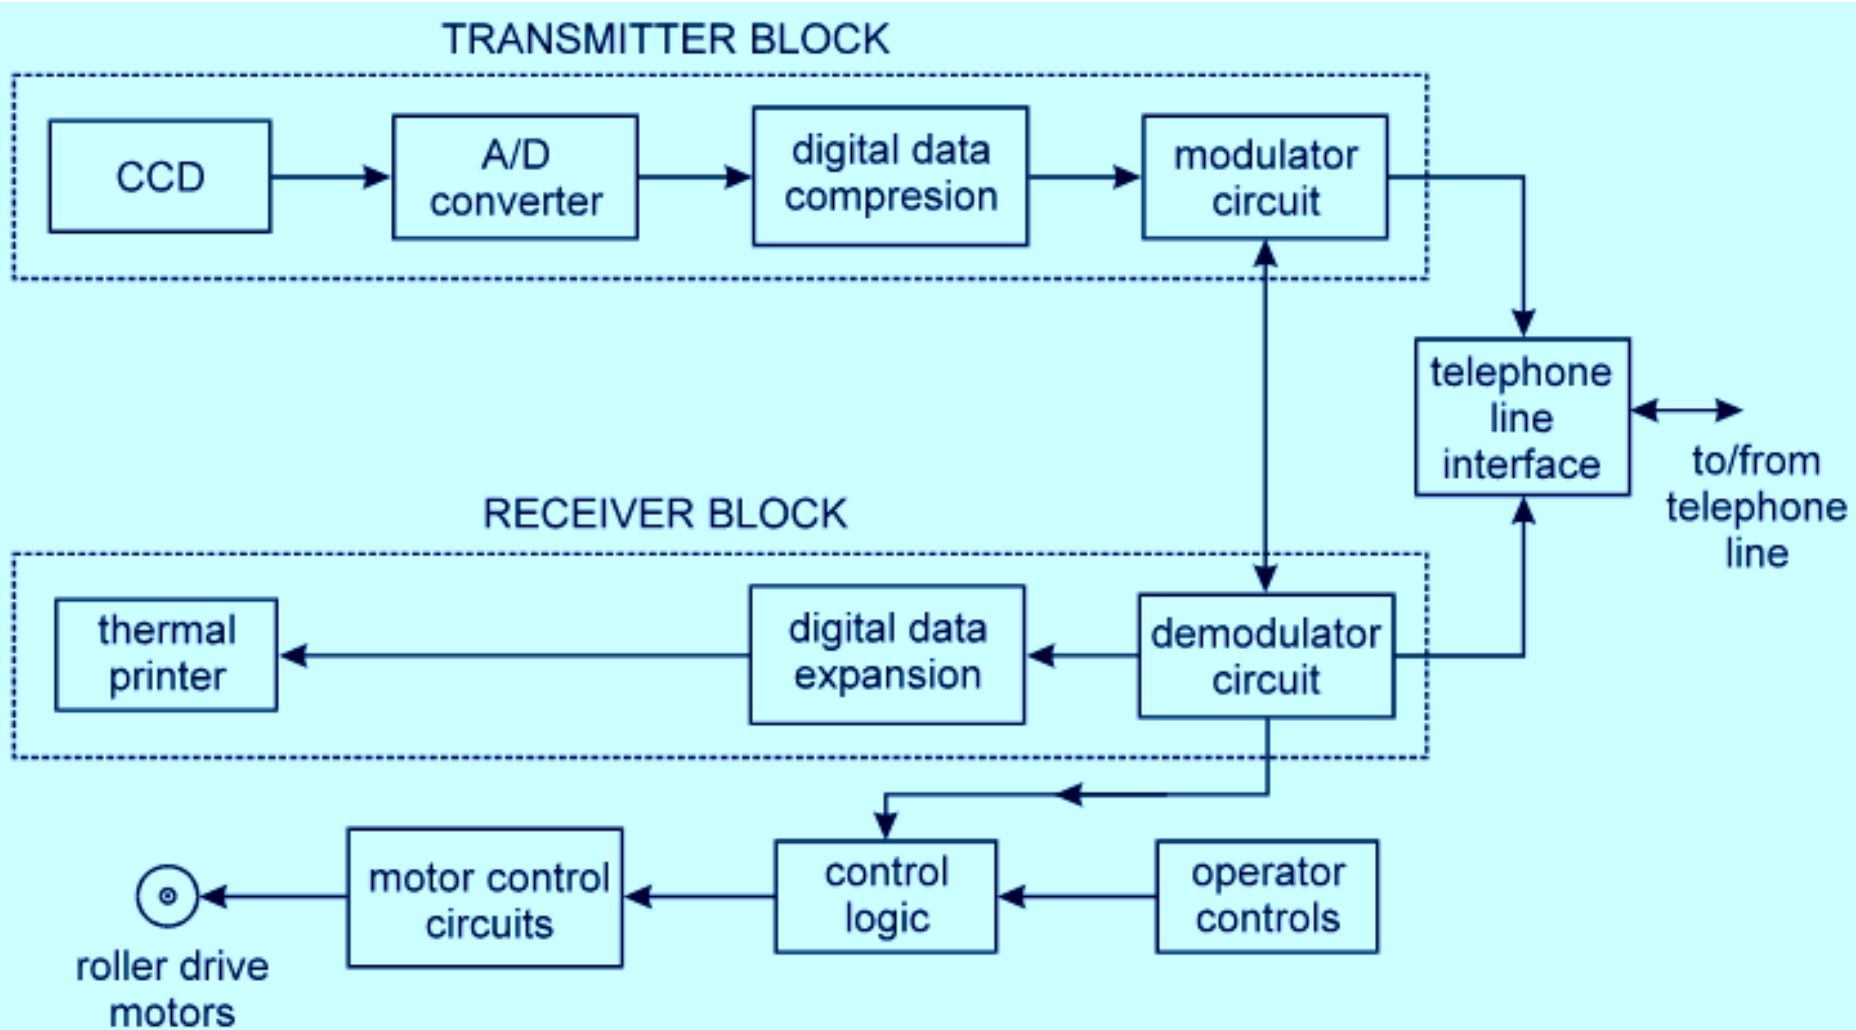 TRANSMITTER BLOCK
CCD
A/D
converter
digital data
compresion
modulator
circuit
telephone
line
interface
to/from
telephone
line
RECEIVER BLOCK
thermal
printer
digital data
expansion
demodulator
circuit
motor control
circuits
control
logic
operator
controls
roller drive
motors